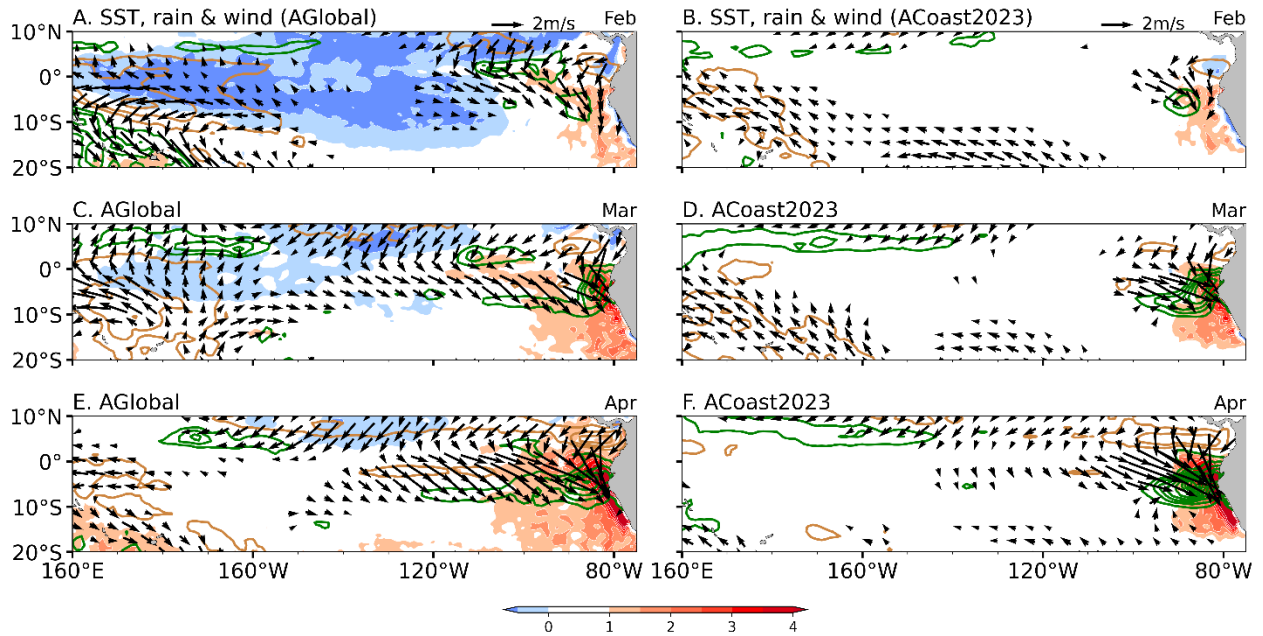 A. SST, rain & wind (AGlobal) 2m/s Feb
B. SST, rain & wind (ACoast2023) 2m/s Feb
10°N
0°
10°S
20°S
C. AGlobal Mar
D. ACoast2023 Mar
10°N
0°
10°S
20°S
E. AGlobal Apr
F. ACoast2023 Apr
10°N
0°
10°S
20°S
160°E 160°W 120°W 80°W 160°E 160°W 120°W 80°W
0 1 2 3 4